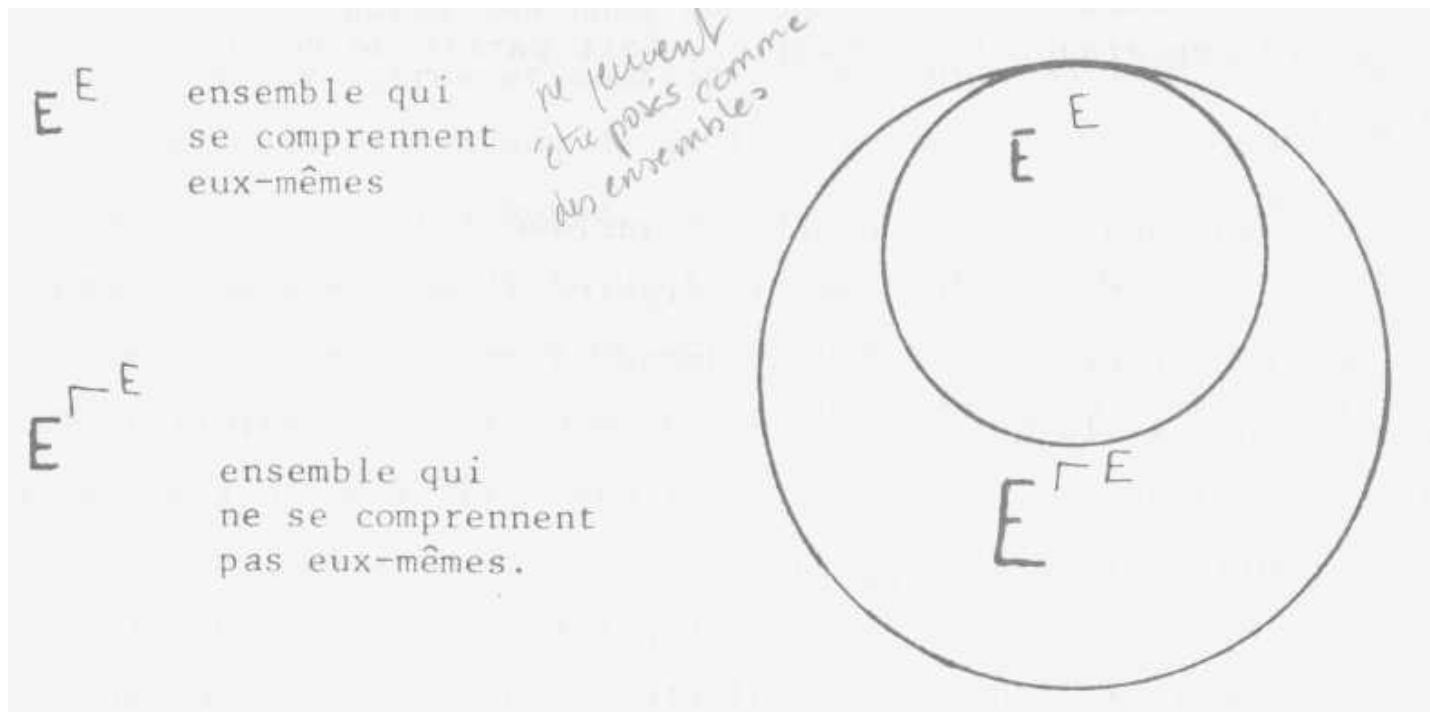 E E
ensemble qui
se comprennent
eux-mêmes
ne peuvent
être posés comme
des ensembles
E ⌐ E
ensemble qui
ne se comprennent
pas eux-mêmes.
E E
E ⌐ E